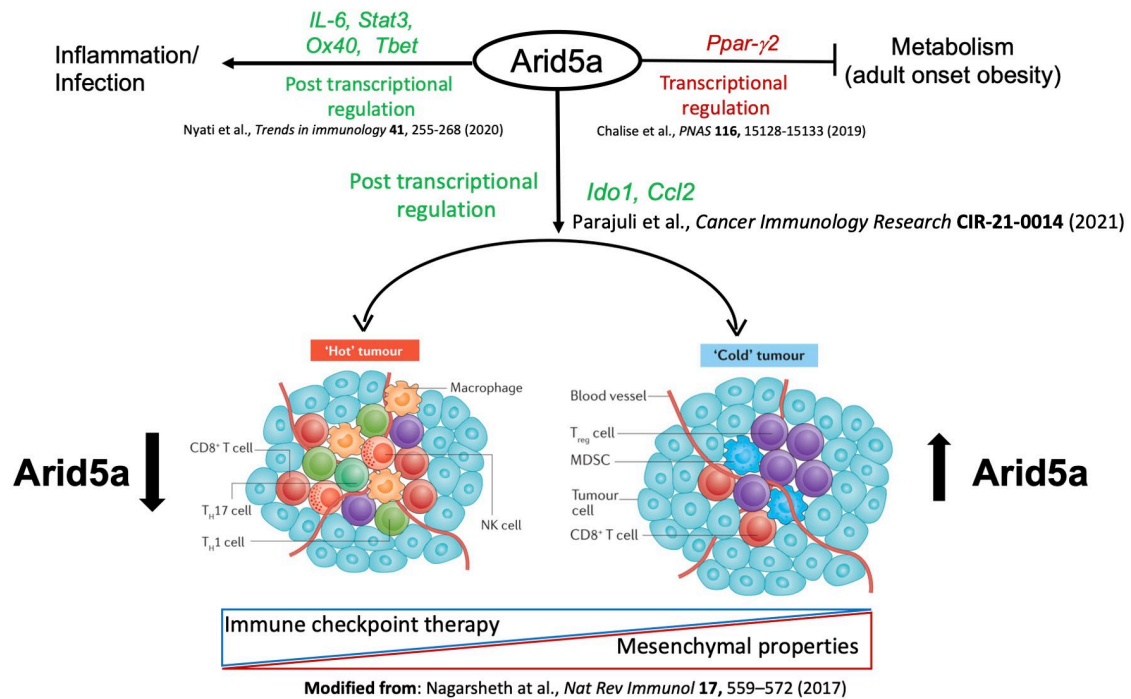 IL-6, Stat3,
Ox40, Tbet
Inflammation/
Infection
Post transcriptional
regulation
Nyati et al., Trends in immunology 41, 255-268 (2020)
Arid5a
Ppar-γ2
Transcriptional
regulation
Chalise et al., PNAS 116, 15128-15133 (2019)
Metabolism
(adult onset obesity)
Post transcriptional
regulation
Ido1, Ccl2
Parajuli et al., Cancer Immunology Research CIR-21-0014 (2021)
'Hot' tumour
Macrophage
CD8+ T cell
TH17 cell
TH1 cell
NK cell
Arid5a
'Cold' tumour
Blood vessel
Treg cell
MDSC
Tumour
cell
CD8+ T cell
Arid5a
Immune checkpoint therapy
Mesenchymal properties
Modified from: Nagarsheth at al., Nat Rev Immunol 17, 559–572 (2017)